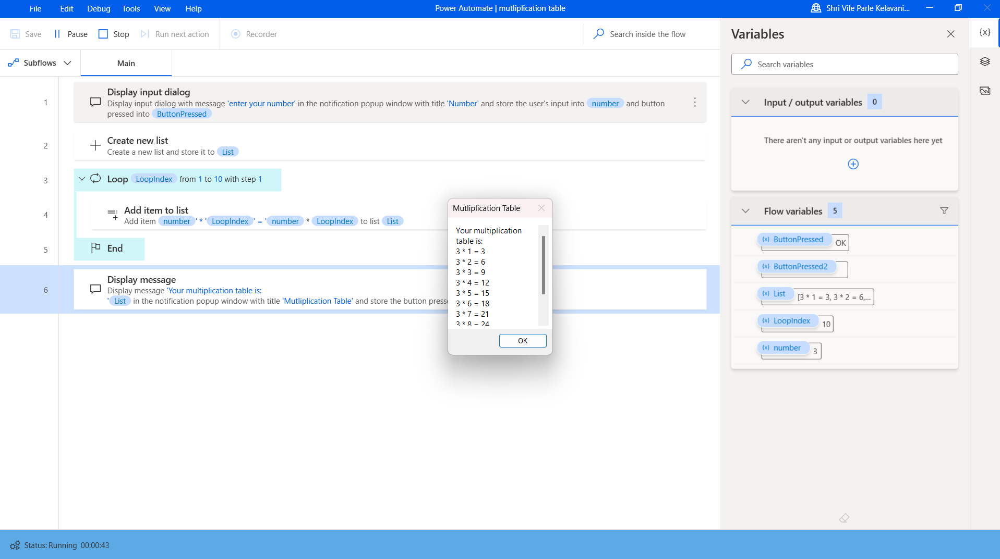 File Edit Debug Tools View Help
Power Automate | mutliplication table
Shri Vile Parle Kelavani...
Save Pause Stop Run next action Recorder
Search inside the flow
Subflows Main
1
Display input dialog
Display input dialog with message 'enter your number' in the notification popup window with title 'Number' and store the user's input into number and button
pressed into ButtonPressed
2
Create new list
Create a new list and store it to List
3
Loop LoopIndex from 1 to 10 with step 1
4
Add item to list
Add item number ' * ' LoopIndex ' = ' number * LoopIndex to list List
5
End
6
Display message
Display message 'Your multiplication table is:
' List in the notification popup window with title 'Mutliplication Table' and store the button presse
Mutliplication Table
Your multiplication
table is:
3 * 1 = 3
3 * 2 = 6
3 * 3 = 9
3 * 4 = 12
3 * 5 = 15
3 * 6 = 18
3 * 7 = 21
3 * 8 = 24
OK
Variables
{x}
Search variables
Input / output variables 0
There aren't any input or output variables here yet
Flow variables 5
(x) ButtonPressed OK
(x) ButtonPressed2
(x) List [3 * 1 = 3, 3 * 2 = 6,...
(x) LoopIndex 10
(x) number 3
Status: Running 00:00:43